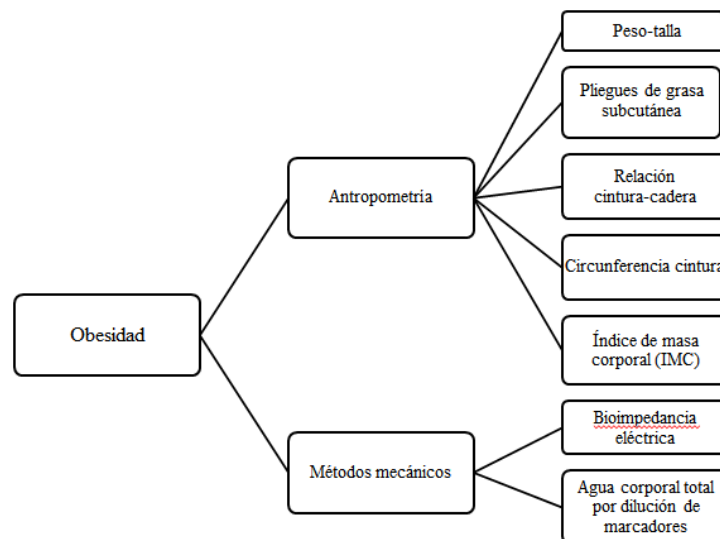 Peso-talla
Pliegues de grasa
subcutánea
Relación
cintura-cadera
Antropometria
Circunferencia cintura
Obesidad
Índice de masa
corporal (IMC)
Bioimpedancia
eléctrica
Métodos mecánicos
Agua corporal total
por dilución de
marcadores